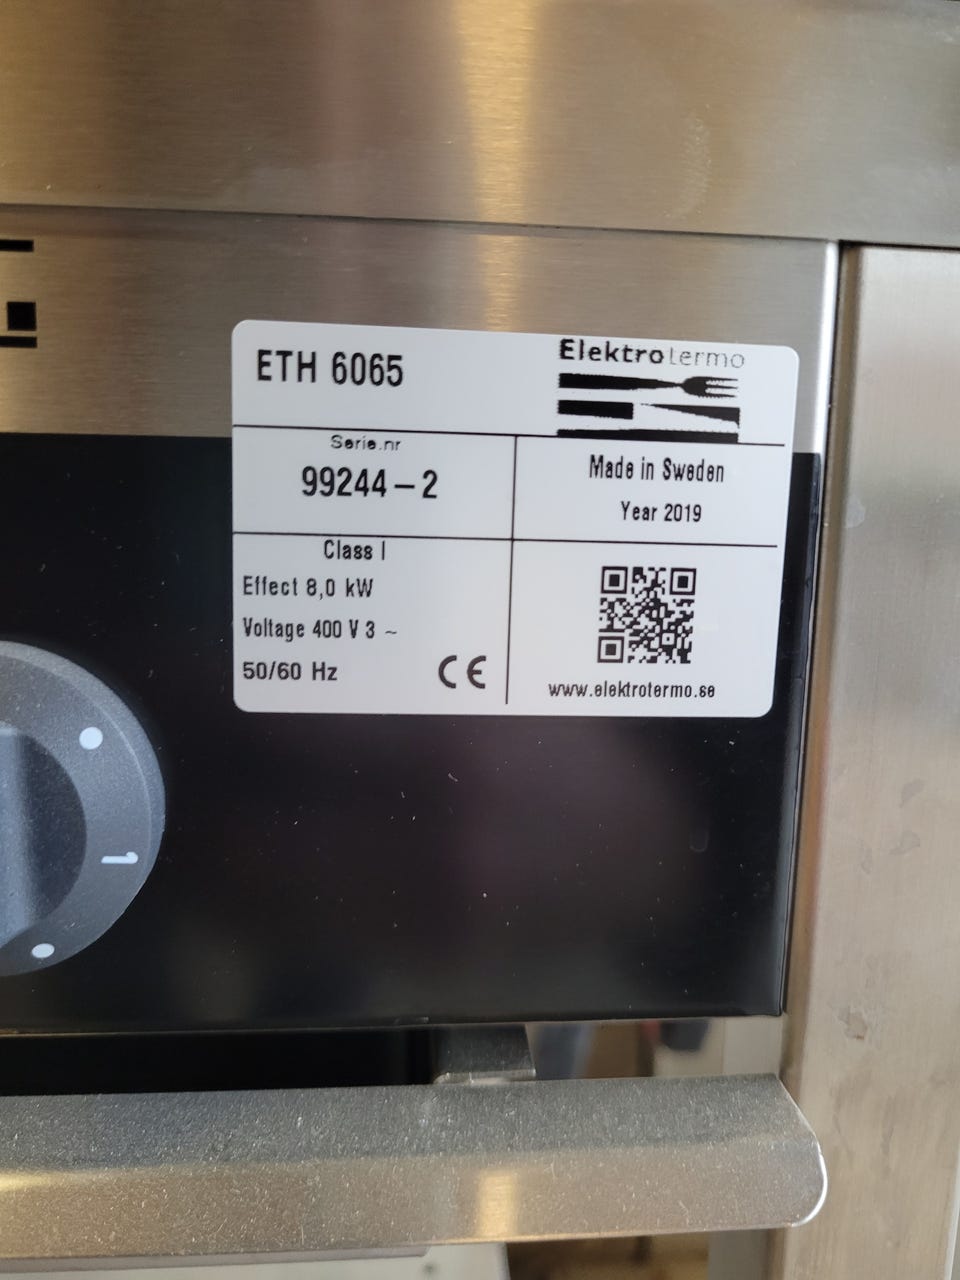 ETH 6065
Elektrotermo
Serie.nr
99244-2
Made in Sweden
Year 2019
Class I
Effect 8,0 kW
Voltage 400 V 3 ~
50/60 Hz
CE
www.elektrotermo.se
1